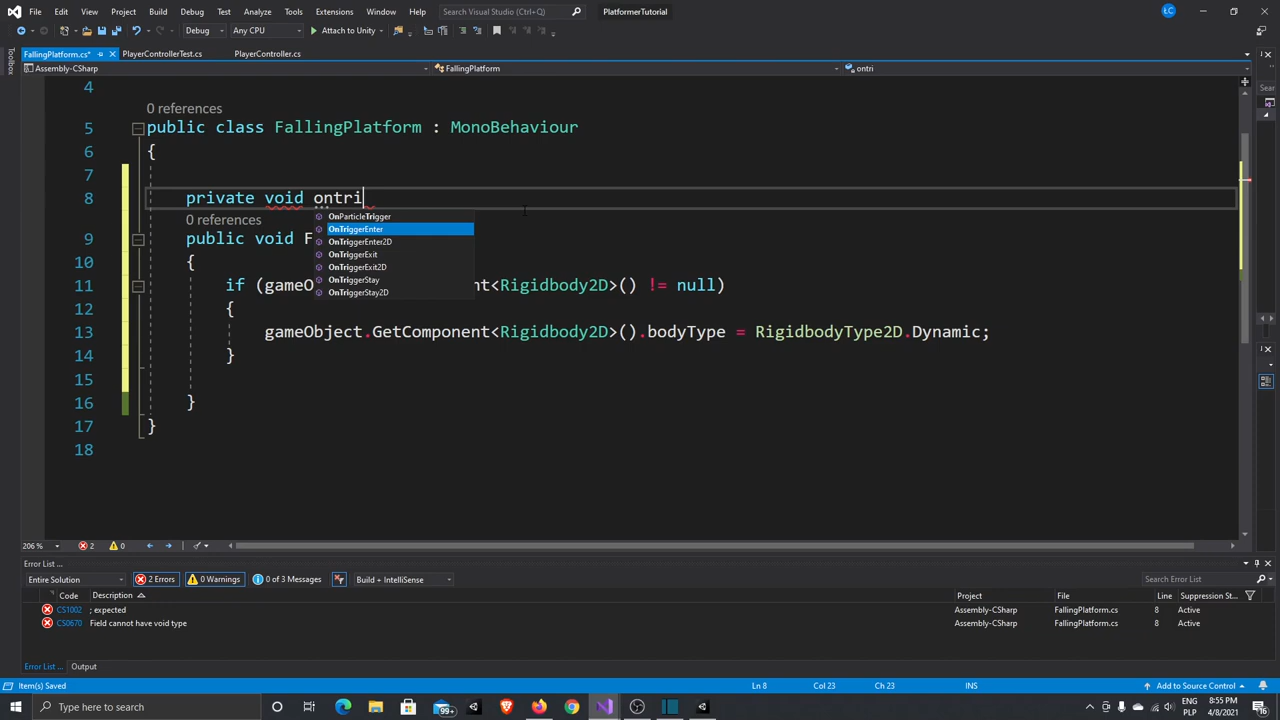 File Edit View Project Build Debug Test Analyze Tools Extensions Window Help Search Visual Studio (Ctrl+Q) PlatformerTutorial ŁC
Debug Any CPU Attach to Unity
FallingPlatform.cs* PlayerControllerTest.cs PlayerController.cs
Assembly-CSharp FallingPlatform ontri
Toolbox
Sear
4
0 references
5 public class FallingPlatform : MonoBehaviour
6 {
7
8 private void ontri
OnParticleTrigger
OnTriggerEnter
OnTriggerEnter2D
OnTriggerExit
OnTriggerExit2D
OnTriggerStay
OnTriggerStay2D
0 references
9 public void F
10 {
11 if (gameO nt<Rigidbody2D>() != null)
12 {
13 gameObject.GetComponent<Rigidbody2D>().bodyType = RigidbodyType2D.Dynamic;
14 }
15
16 }
17 }
18
206 % 2 0
Error List ...
Entire Solution 2 Errors 0 Warnings 0 of 3 Messages Build + IntelliSense Search Error List
Code Description Project File Line Suppression St...
CS1002 ; expected Assembly-CSharp FallingPlatform.cs 8 Active
CS0670 Field cannot have void type Assembly-CSharp FallingPlatform.cs 8 Active
Error List ... Output
Item(s) Saved Ln 8 Col 23 Ch 23 INS Add to Source Control
Type here to search 99+ POL PLP 8:55 PM 4/8/2021 16